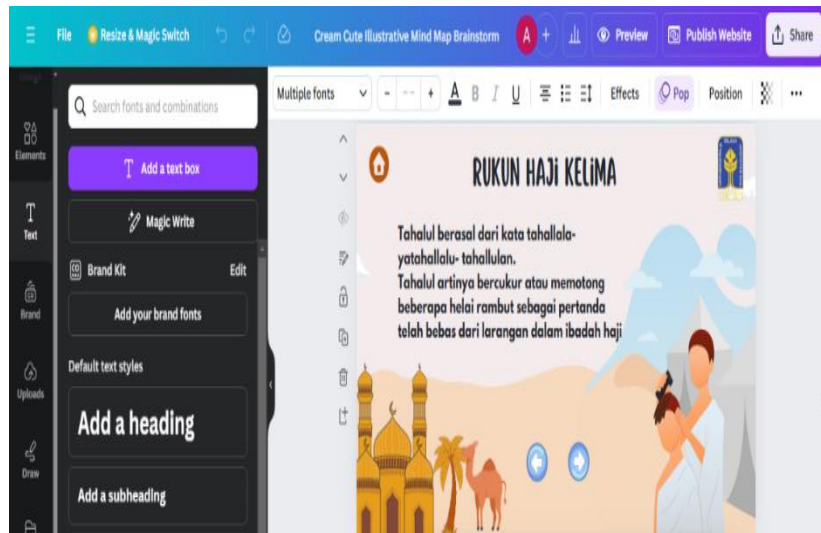 File
Resize & Magic Switch
Cream Cute Illustrative Mind Map Brainstorm
A
+
Preview
Publish Website
Share
Search fonts and combinations
Add a text box
Magic Write
Brand Kit
Edit
Add your brand fonts
Default text styles
Add a heading
Add a subheading
Elements
Text
Brand
Uploads
Draw
Multiple fonts
- -- +
A B I U
Effects
Pop
Position
RUKUN HAJi KELiMA
Tahalul berasal dari kata tahallala-
yatahallalu- tahallulan.
Tahalul artinya bercukur atau memotong
beberapa helai rambut sebagai pertanda
telah bebas dari larangan dalam ibadah haji